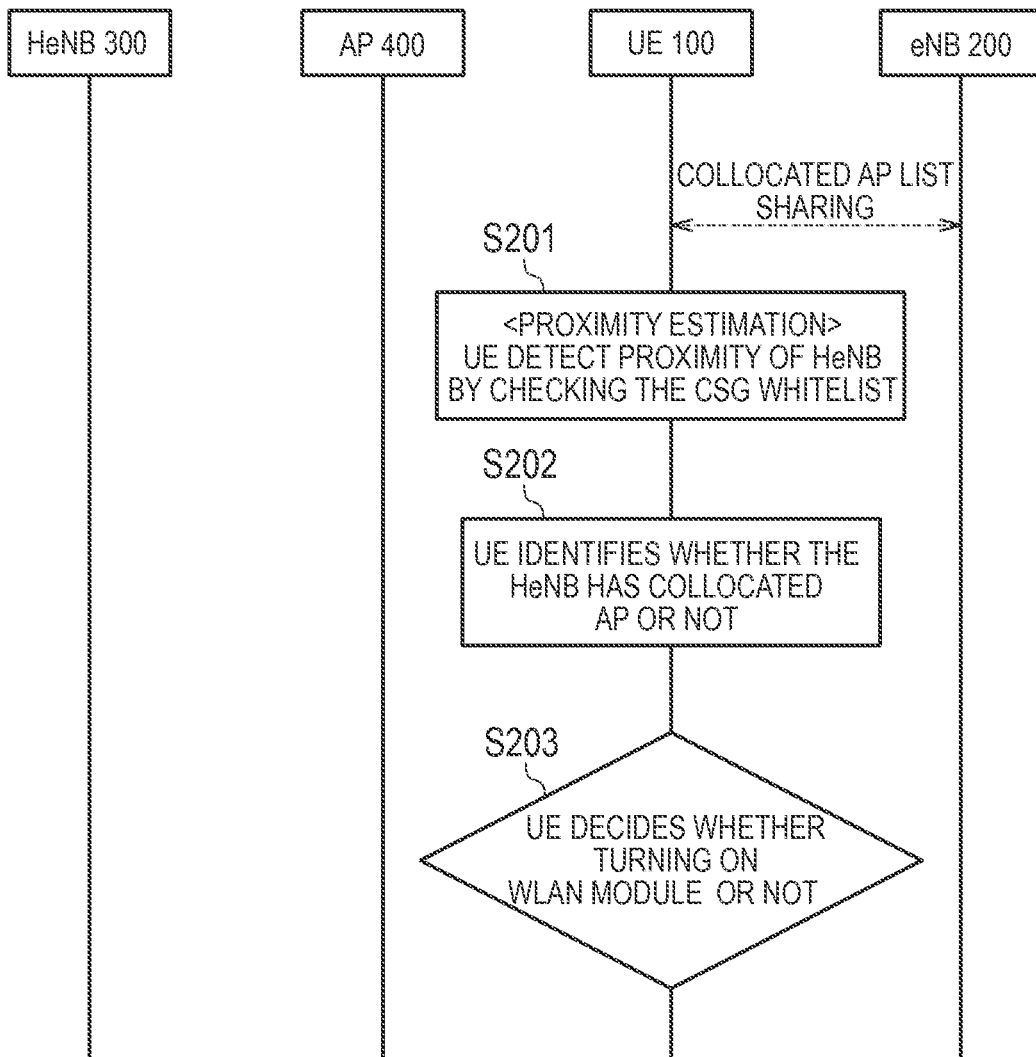 HeNB 300
AP 400
UE 100
eNB 200
COLLOCATED AP LIST
SHARING
S201
<PROXIMITY ESTIMATION>
UE DETECT PROXIMITY OF HeNB
BY CHECKING THE CSG WHITELIST
S202
UE IDENTIFIES WHETHER THE
HeNB HAS COLLOCATED
AP OR NOT
S203
UE DECIDES WHETHER
TURNING ON
WLAN MODULE OR NOT